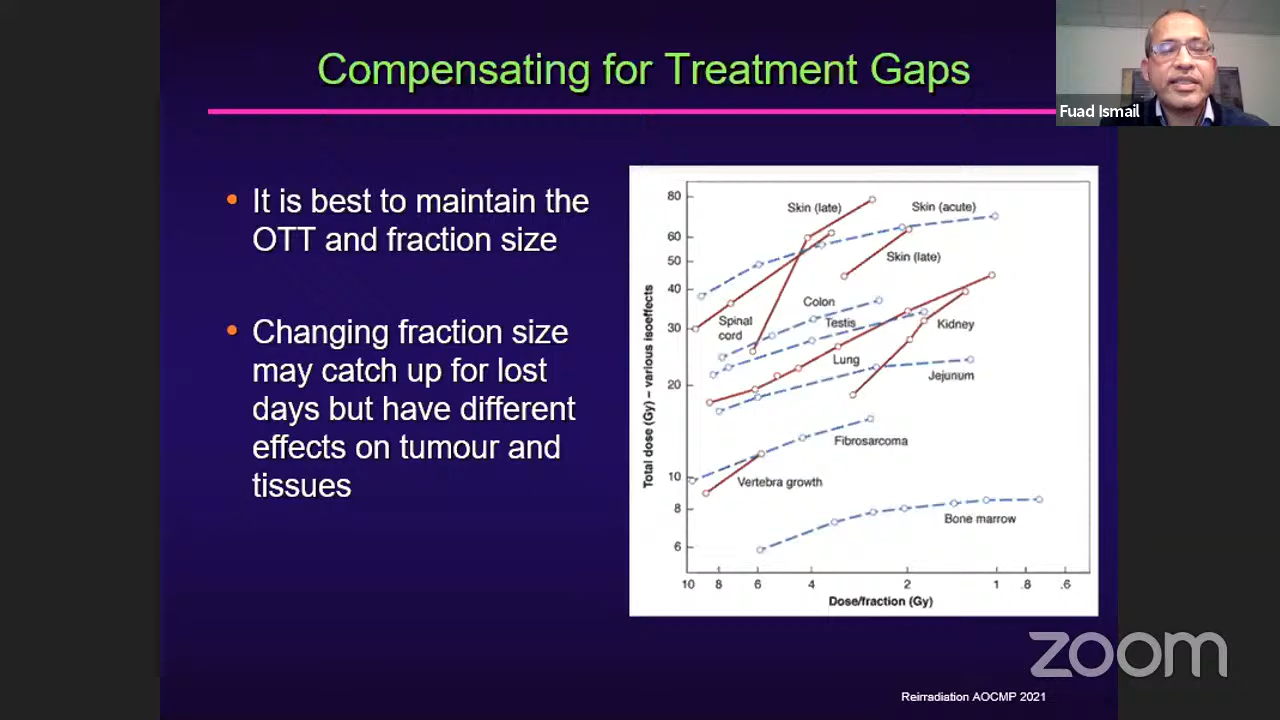 Compensating for Treatment Gaps
Fuad Ismail
• It is best to maintain the
OTT and fraction size
• Changing fraction size
may catch up for lost
days but have different
effects on tumour and
tissues
Total dose (Gy) – various isoeffects
80
60
50
40
30
20
10
8
6
Skin (late)
Skin (acute)
Skin (late)
Colon
Spinal
cord
Testis
Kidney
Lung
Jejunum
Fibrosarcoma
Vertebra growth
Bone marrow
10 8 6 4 2 1 .8 .6
Dose/fraction (Gy)
zoom
Reirradiation AOCMP 2021